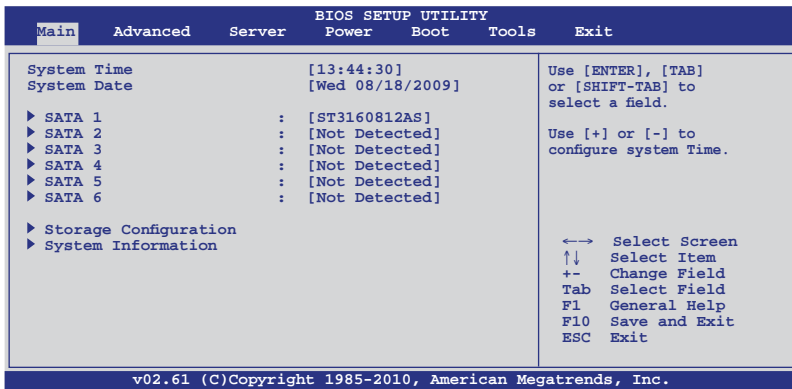 BIOS SETUP UTILITY
Main Advanced Server Power Boot Tools Exit
System Time [13:44:30]
System Date [Wed 08/18/2009]
SATA 1 : [ST3160812AS]
SATA 2 : [Not Detected]
SATA 3 : [Not Detected]
SATA 4 : [Not Detected]
SATA 5 : [Not Detected]
SATA 6 : [Not Detected]
Storage Configuration
System Information
Use [ENTER], [TAB]
or [SHIFT-TAB] to
select a field.
Use [+] or [-] to
configure system Time.
←→ Select Screen
↑↓ Select Item
+- Change Field
Tab Select Field
F1 General Help
F10 Save and Exit
ESC Exit
v02.61 (C)Copyright 1985-2010, American Megatrends, Inc.